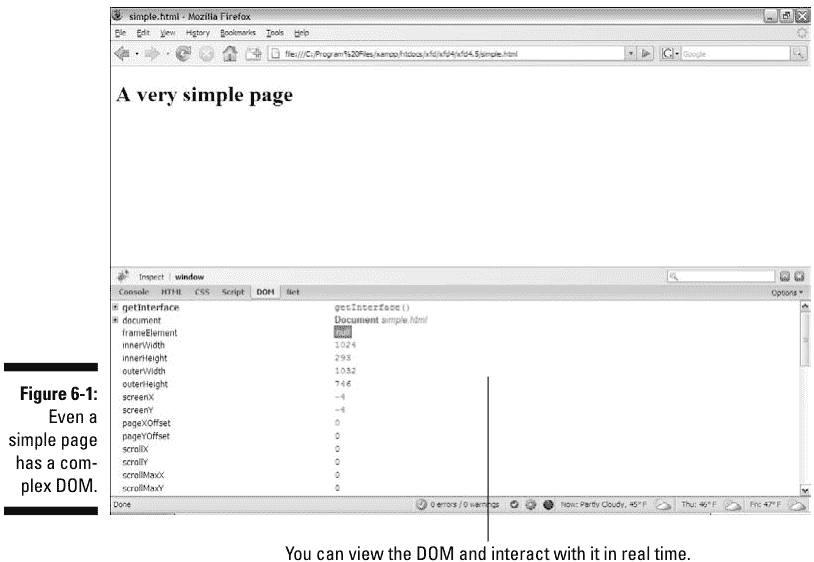 simple.html - Mozilla Firefox
File Edit View History Bookmarks Tools Help
file:///C:/Program%20Files/xampp/htdocs/xfd/xfd4/xfd4.5/simple.html
G Google
A very simple page
Inspect | window
Console HTML CSS Script DOM Net
Options
getInterface getInterface()
document Document simple.html
frameElement null
innerWidth 1024
innerHeight 293
outerWidth 1032
outerHeight 746
screenX -4
screenY -4
pageXOffset 0
pageYOffset 0
scrollX 0
scrollY 0
scrollMaxX 0
scrollMaxY 0
Done 0 errors / 0 warnings Now: Partly Cloudy, 45° F Thu: 46° F Fri: 47° F
Figure 6-1:
Even a
simple page
has a com-
plex DOM.
You can view the DOM and interact with it in real time.